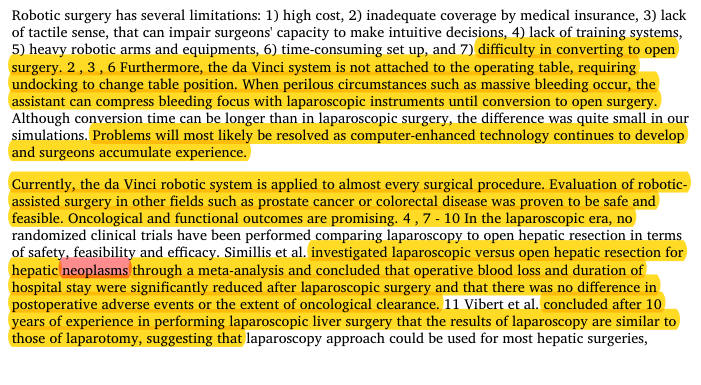 Robotic surgery has several limitations: 1) high cost, 2) inadequate coverage by medical insurance, 3) lack
of tactile sense, that can impair surgeons' capacity to make intuitive decisions, 4) lack of training systems,
5) heavy robotic arms and equipments, 6) time-consuming set up, and 7) difficulty in converting to open
surgery. 2 , 3 , 6 Furthermore, the da Vinci system is not attached to the operating table, requiring
undocking to change table position. When perilous circumstances such as massive bleeding occur, the
assistant can compress bleeding focus with laparoscopic instruments until conversion to open surgery.
Although conversion time can be longer than in laparoscopic surgery, the difference was quite small in our
simulations. Problems will most likely be resolved as computer-enhanced technology continues to develop
and surgeons accumulate experience.
Currently, the da Vinci robotic system is applied to almost every surgical procedure. Evaluation of robotic-
assisted surgery in other fields such as prostate cancer or colorectal disease was proven to be safe and
feasible. Oncological and functional outcomes are promising. 4 , 7 - 10 In the laparoscopic era, no
randomized clinical trials have been performed comparing laparoscopy to open hepatic resection in terms
of safety, feasibility and efficacy. Simillis et al. investigated laparoscopic versus open hepatic resection for
hepatic neoplasms through a meta-analysis and concluded that operative blood loss and duration of
hospital stay were significantly reduced after laparoscopic surgery and that there was no difference in
postoperative adverse events or the extent of oncological clearance. 11 Vibert et al. concluded after 10
years of experience in performing laparoscopic liver surgery that the results of laparoscopy are similar to
those of laparotomy, suggesting that laparoscopy approach could be used for most hepatic surgeries,